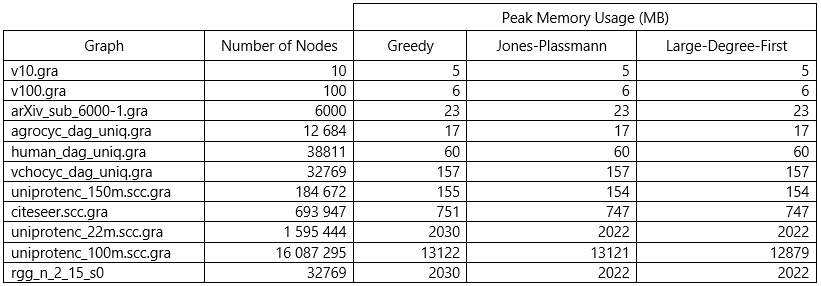 Peak Memory Usage (MB)
Graph Number of Nodes Greedy Jones-Plassmann Large-Degree-First
v10.gra 10 5 5 5
v100.gra 100 6 6 6
arXiv_sub_6000-1.gra 6000 23 23 23
agrocyc_dag_uniq.gra 12 684 17 17 17
human_dag_uniq.gra 38811 60 60 60
vchocyc_dag_uniq.gra 32769 157 157 157
uniprotenc_150m.scc.gra 184 672 155 154 154
citeseer.scc.gra 693 947 751 747 747
uniprotenc_22m.scc.gra 1 595 444 2030 2022 2022
uniprotenc_100m.scc.gra 16 087 295 13122 13121 12879
rgg_n_2_15_s0 32769 2030 2022 2022